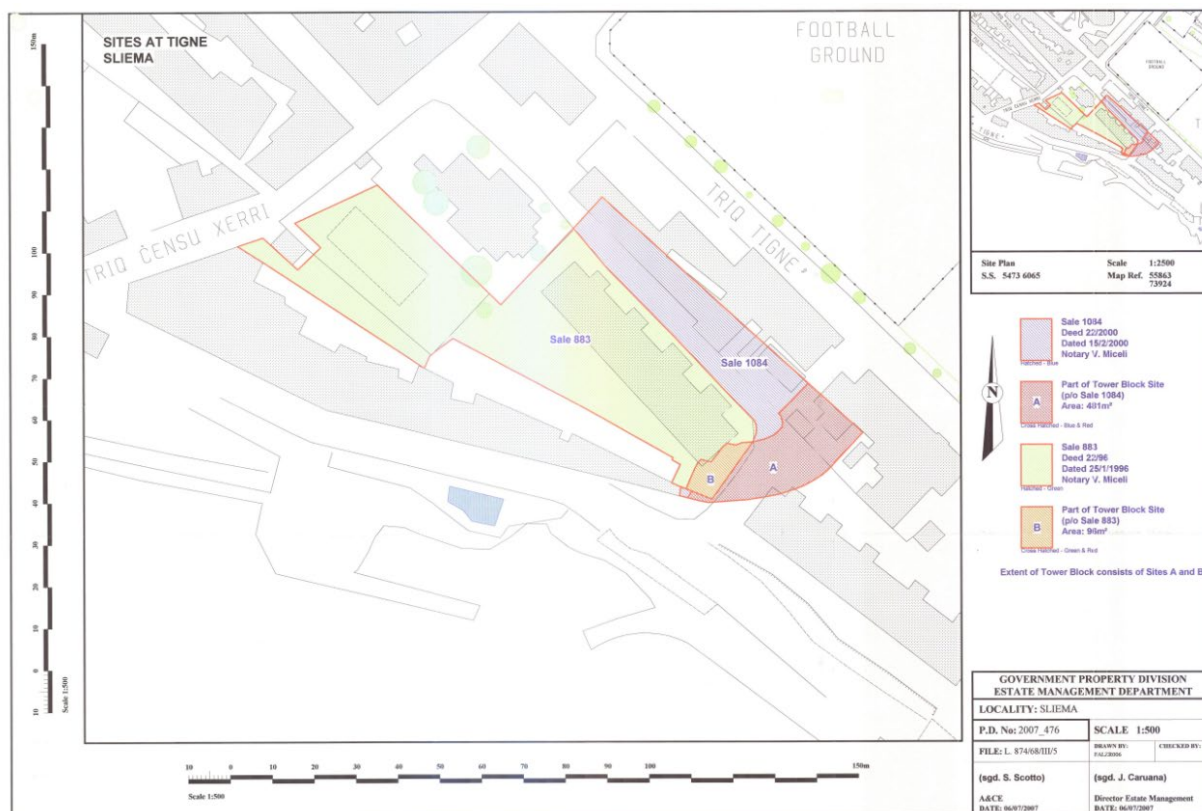 SITES AT TIGNE
SLIEMA
FOOTBALL
GROUND
TRIQ ĊENSU XERRI
TRIQ TIGNE'
Sale 883
Sale 1084
A
B
150m
100
90
80
70
60
50
40
30
20
10
0
10
Scale 1:500
10 0 10 20 30 40 50 100 150m
Scale 1:500
FOOTBALL
GROUND
TIGNE'
Site Plan Scale 1:2500
S.S. 5473 6065 Map Ref. 55863
73924
Sale 1084
Deed 22/2000
Dated 15/2/2000
Notary V. Miceli
Hatched - Blue
A
Part of Tower Block Site
(p/o Sale 1084)
Area: 401m²
Cross Hatched - Blue & Red
N
Sale 883
Deed 22/96
Dated 25/1/1996
Notary V. Miceli
Hatched - Green
B
Part of Tower Block Site
(p/o Sale 883)
Cross Hatched - Green & Red
Extent of Tower Block consists of Sites A and B
GOVERNMENT PROPERTY DIVISION
ESTATE MANAGEMENT DEPARTMENT
LOCALITY: SLIEMA
P.D. No: 2007_476 SCALE 1:500
FILE: L. 874/68/III/5 DRAWN BY: CHECKED BY:
(sgd. S. Scotto) (sgd. J. Caruana)
A&CE Director Estate Management
DATE: 06/07/2007 DATE: 06/07/2007